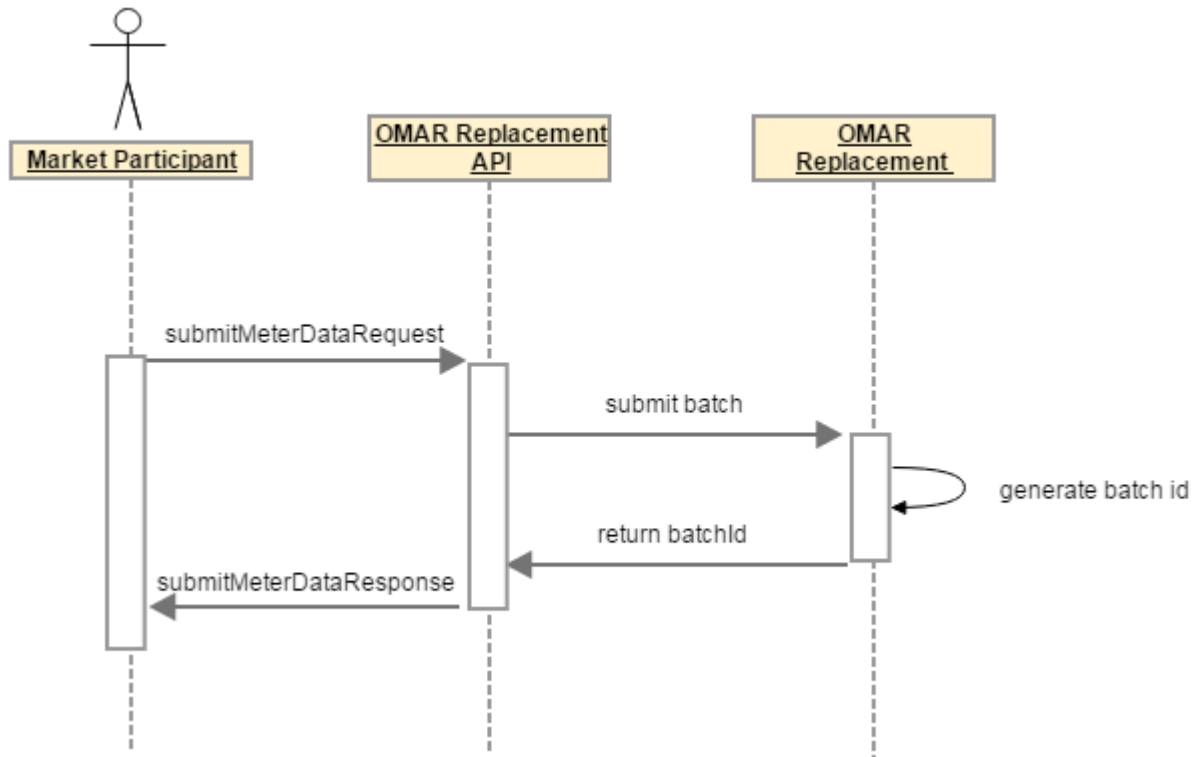 Market Participant
OMAR Replacement
API
OMAR
Replacement
submitMeterDataRequest
submit batch
generate batch id
return batchId
submitMeterDataResponse